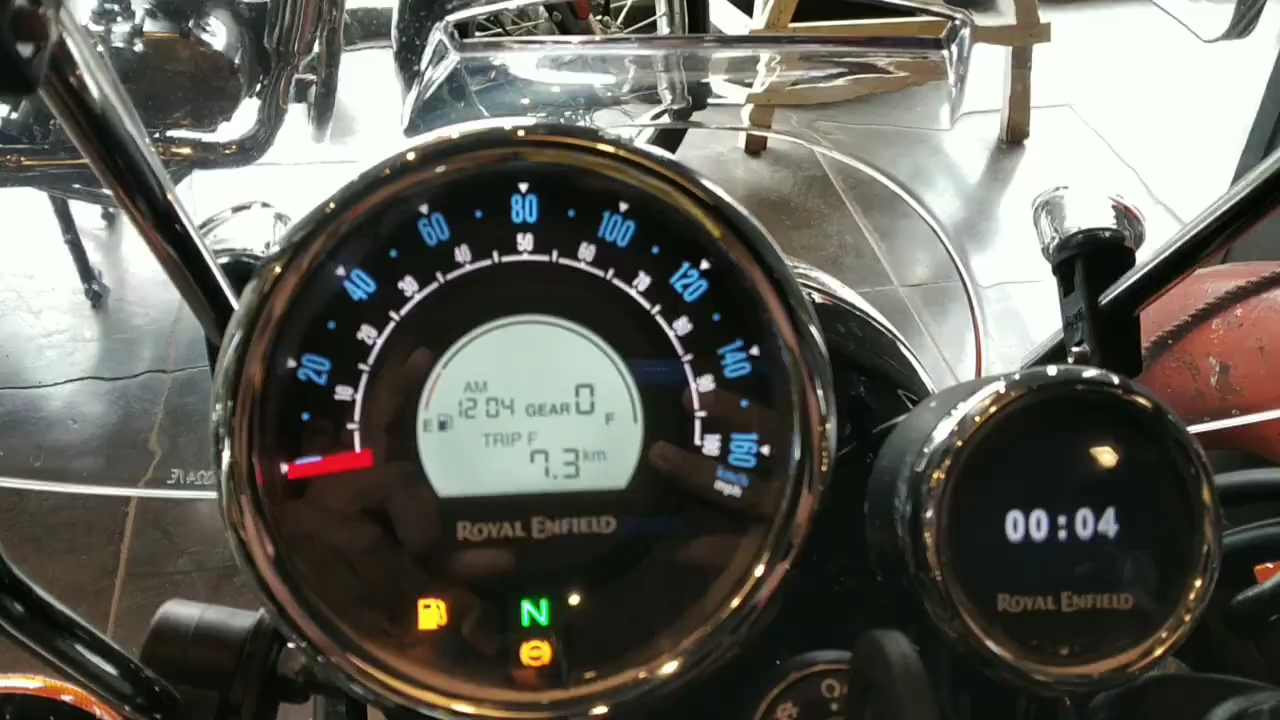 20
40
60
80
100
120
140
160
km/h
mph
10
20
30
40
50
60
70
80
90
100
AM
12 04 GEAR 0
E F
TRIP F
7.3 km
ROYAL ENFIELD
N
00:04
ROYAL ENFIELD